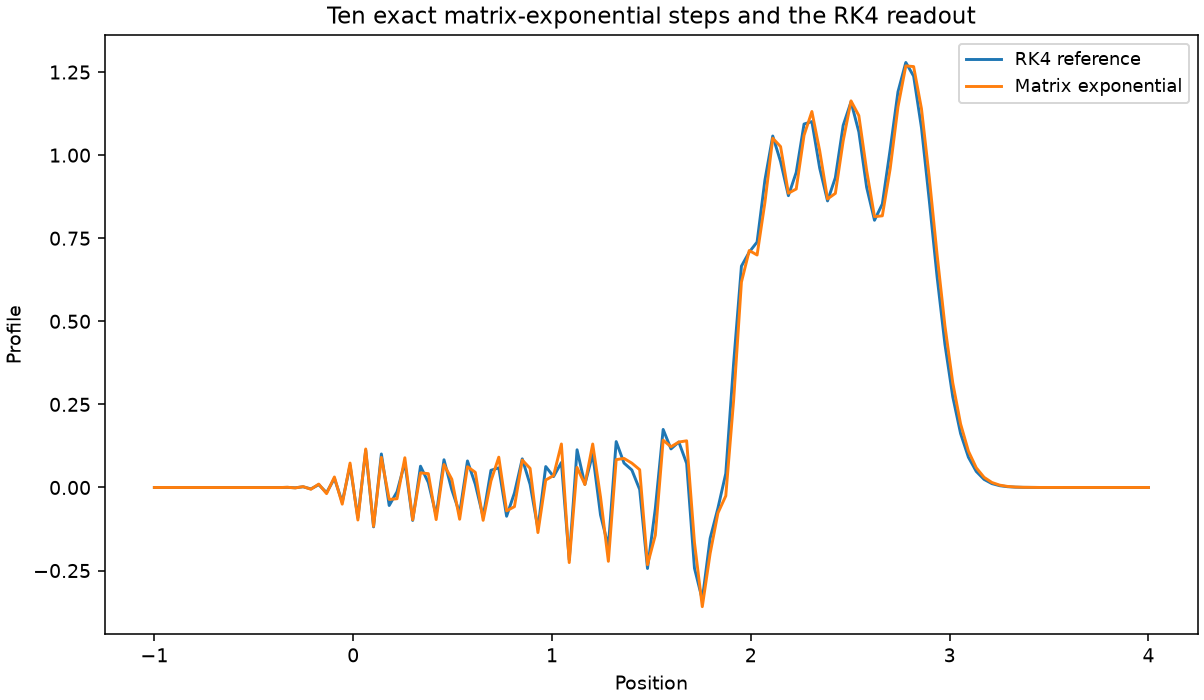 Ten exact matrix-exponential steps and the RK4 readout
RK4 reference
Matrix exponential
1.25
1.00
0.75
0.50
0.25
0.00
−0.25
Profile
−1
0
1
2
3
4
Position